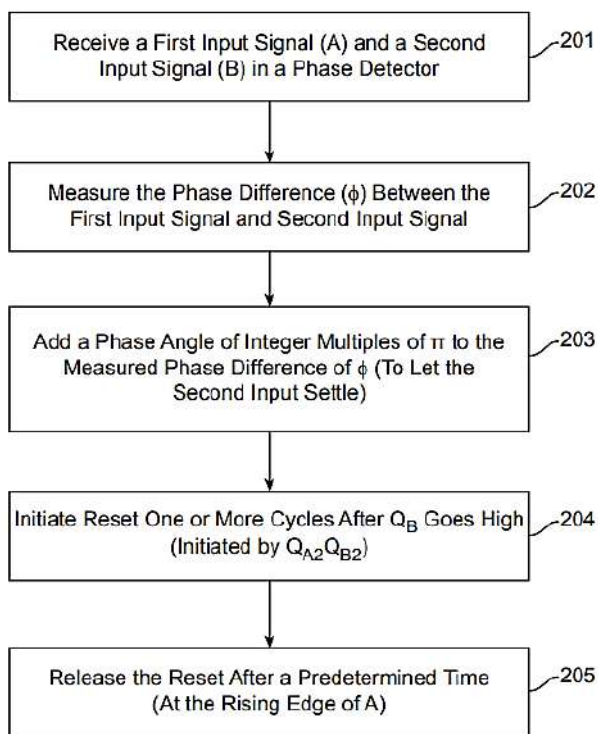 Receive a First Input Signal (A) and a Second
Input Signal (B) in a Phase Detector
201
Measure the Phase Difference (ϕ) Between the
First Input Signal and Second Input Signal
202
Add a Phase Angle of Integer Multiples of π to the
Measured Phase Difference of ϕ (To Let the
Second Input Settle)
203
Initiate Reset One or More Cycles After QB Goes High
(Initiated by QA2QB2)
204
Release the Reset After a Predetermined Time
(At the Rising Edge of A)
205